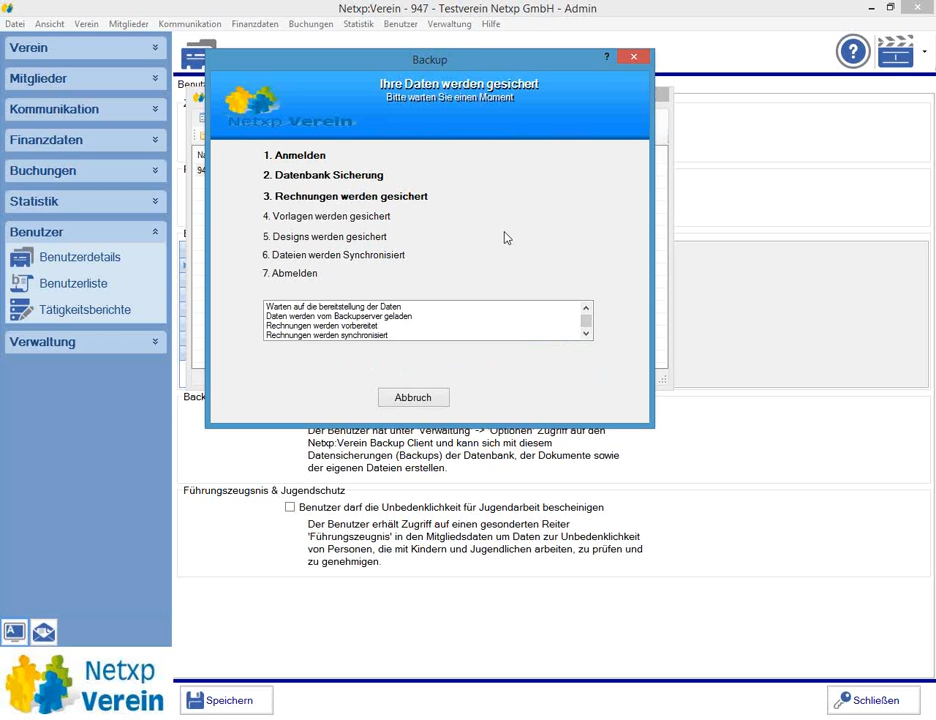 Netxp:Verein - 947 - Testverein Netxp GmbH - Admin
Datei Ansicht Verein Mitglieder Kommunikation Finanzdaten Buchungen Statistik Benutzer Verwaltung Hilfe
Verein
Mitglieder
Kommunikation
Finanzdaten
Buchungen
Statistik
Benutzer
Benutzerdetails
Benutzerliste
Tätigkeitsberichte
Verwaltung
Netxp
Verein
Backup
?
Ihre Daten werden gesichert
Bitte warten Sie einen Moment
Netxp Verein
1. Anmelden
2. Datenbank Sicherung
3. Rechnungen werden gesichert
4. Vorlagen werden gesichert
5. Designs werden gesichert
6. Dateien werden Synchronisiert
7. Abmelden
Warten auf die bereitstellung der Daten
Daten werden vom Backupserver geladen
Rechnungen werden vorbereitet
Rechnungen werden synchronisiert
Abbruch
Der Benutzer hat unter 'Verwaltung -> 'Optionen' Zugriff auf den
Netxp:Verein Backup Client und kann sich mit diesem
Datensicherungen (Backups) der Datenbank, der Dokumente sowie
der eigenen Dateien erstellen.
Führungszeugsnis & Jugendschutz
Benutzer darf die Unbedenklichkeit für Jugendarbeit bescheinigen
Der Benutzer erhält Zugriff auf einen gesonderten Reiter
'Führungszeugnis' in den Mitgliedsdaten um Daten zur Unbedenklichkeit
von Personen, die mit Kindern und Jugendlichen arbeiten, zu prüfen und
zu genehmigen.
Speichern
Schließen